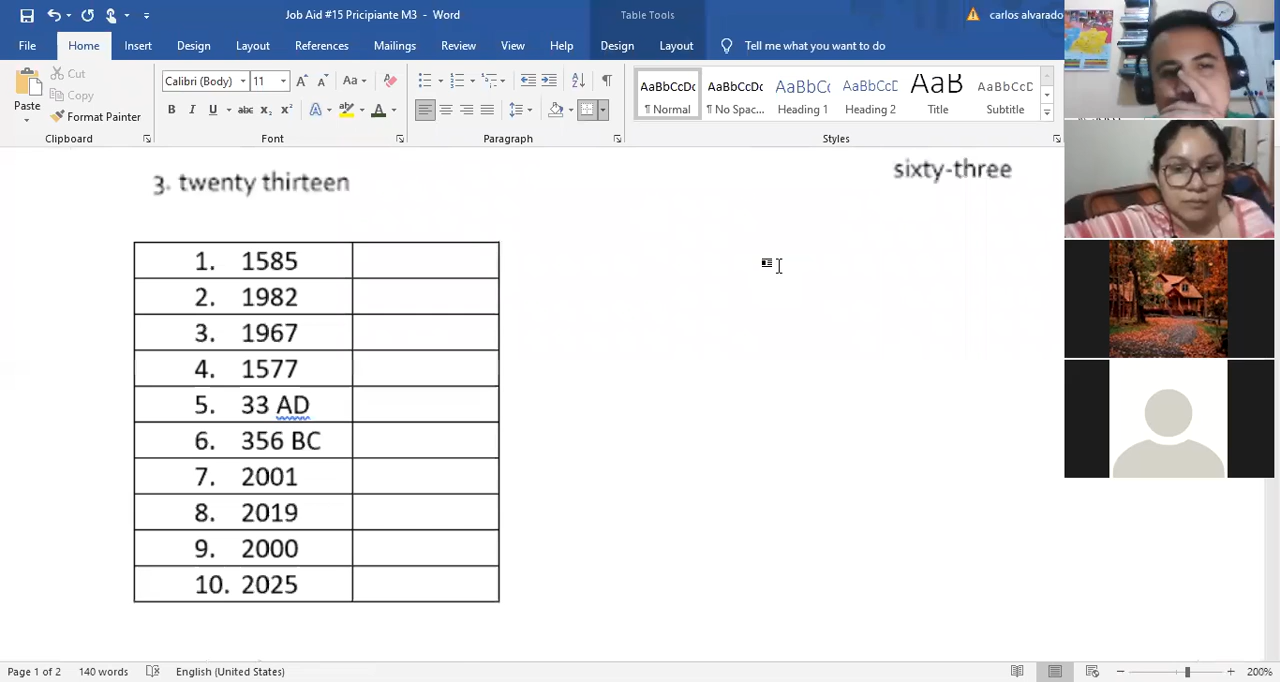 Job Aid #15 Pricipiante M3 - Word
Table Tools
carlos alvarado
File Home Insert Design Layout References Mailings Review View Help Design Layout Tell me what you want to do
Paste
Cut
Copy
Format Painter
Calibri (Body) 11
AaBbCcDc AaBbCcDc AaBbCc AaBbCcD AaB AaBbCcD
¶ Normal ¶ No Spac... Heading 1 Heading 2 Title Subtitle
Clipboard Font Paragraph Styles
3. twenty thirteen
sixty-three
1. 1585
2. 1982
3. 1967
4. 1577
5. 33 AD
6. 356 BC
7. 2001
8. 2019
9. 2000
10. 2025
Page 1 of 2 140 words English (United States) 200%